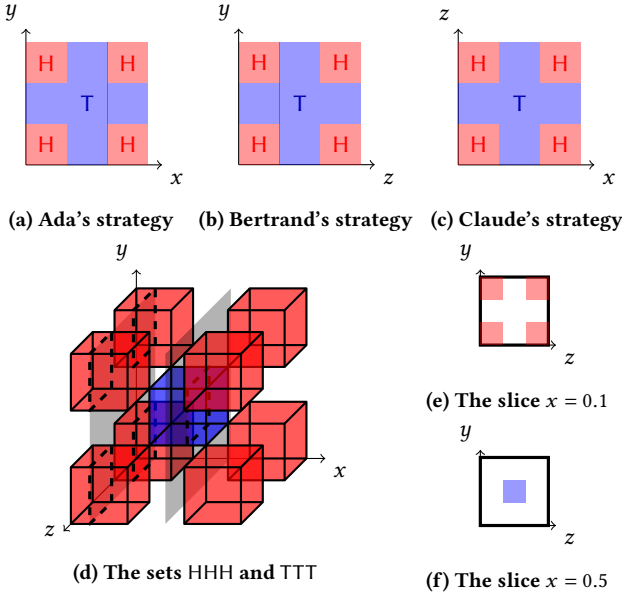 y
H H
T
H H
x
(a) Ada's strategy
y
H H
T
H H
z
(b) Bertrand's strategy
z
H H
T
H H
x
(c) Claude's strategy
y
x
z
(d) The sets HHH and TTT
y
z
(e) The slice x = 0.1
y
z
(f) The slice x = 0.5